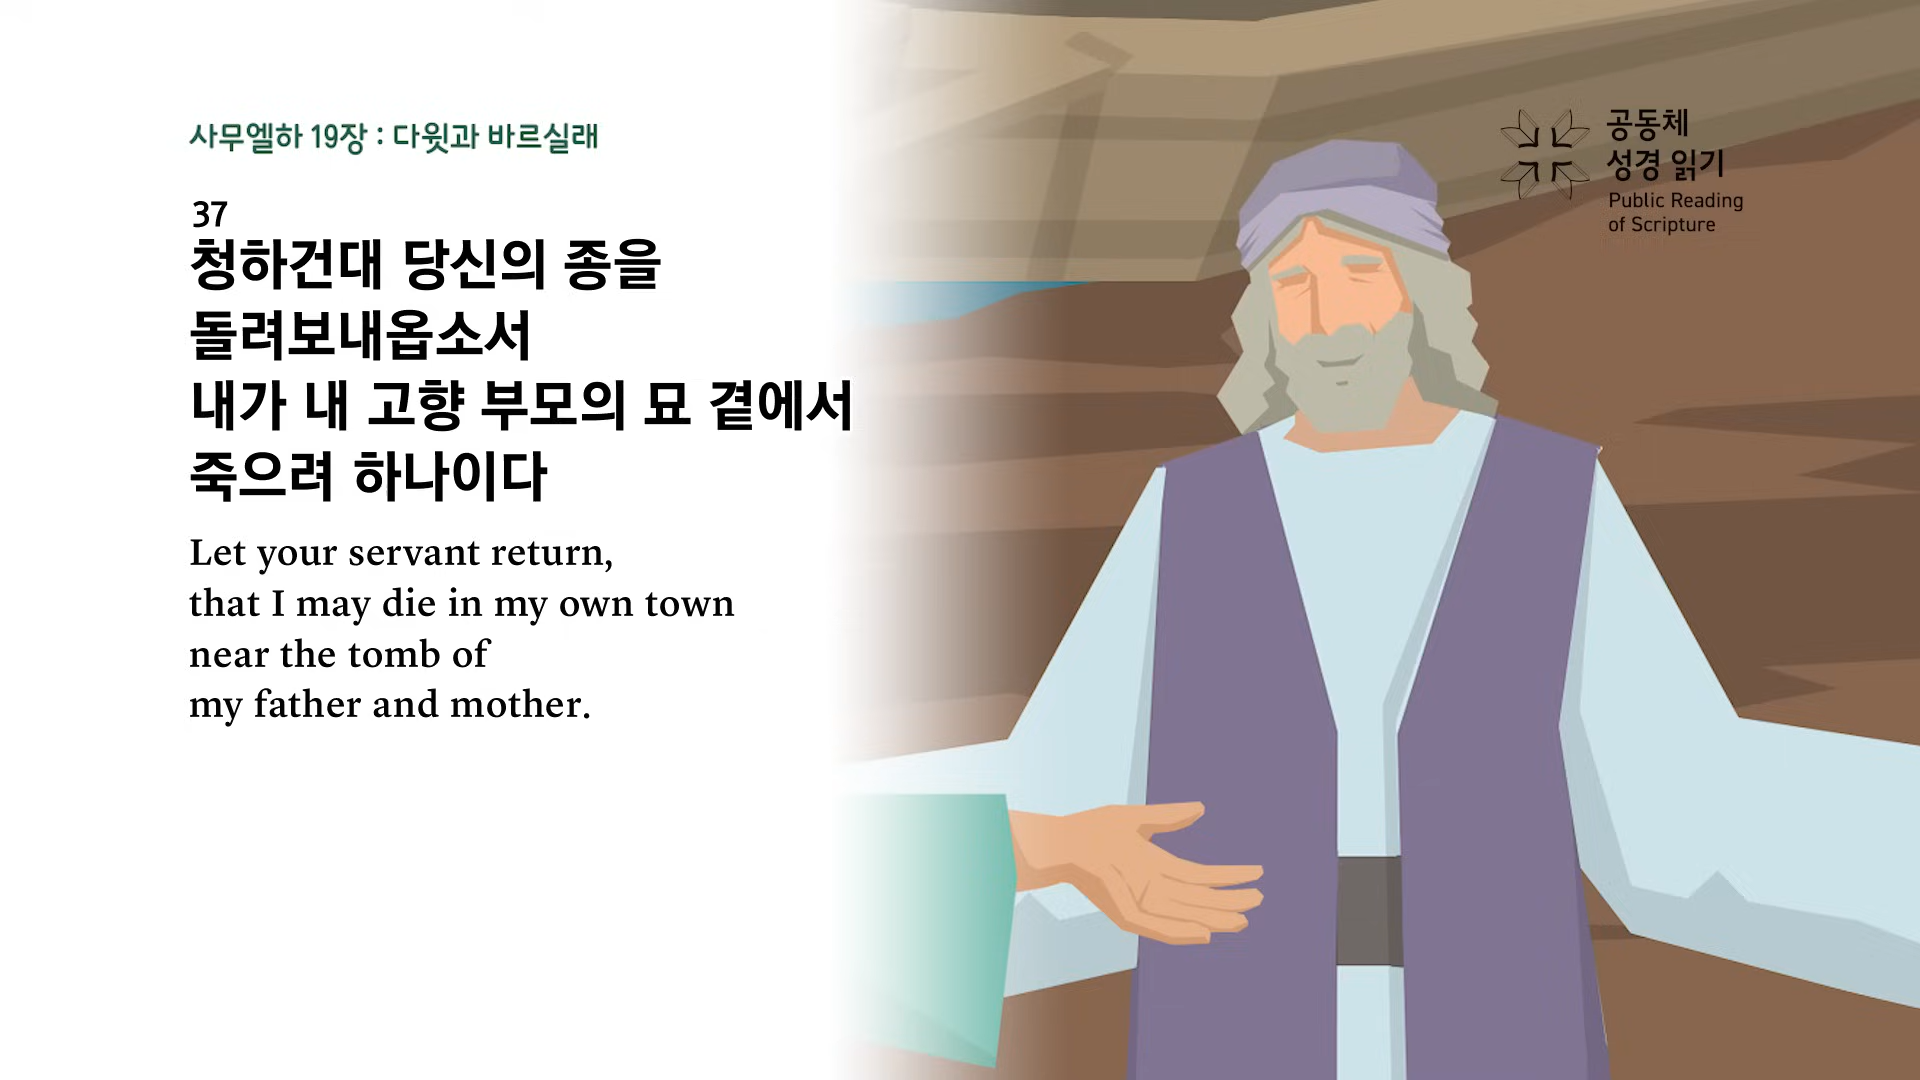 사무엘하 19장 : 다윗과 바르실래
37
청하건대 당신의 종을
돌려보내옵소서
내가 내 고향 부모의 묘 곁에서
죽으려 하나이다
Let your servant return,
that I may die in my own town
near the tomb of
my father and mother.
공동체
성경 읽기
Public Reading
of Scripture